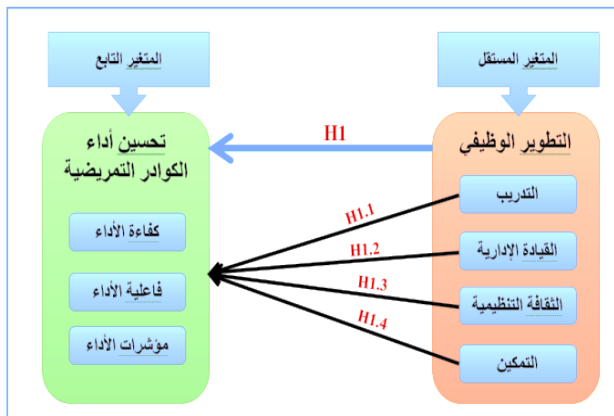 المتغير المستقل
المتغير التابع
التطوير الوظيفي
التدريب
القيادة الإدارية
الثقافة التنظيمية
التمكين
H1
H1.1
H1.2
H1.3
H1.4
تحسين أداء
الكوادر التمريضية
كفاءة الأداء
فاعلية الأداء
مؤشرات الأداء